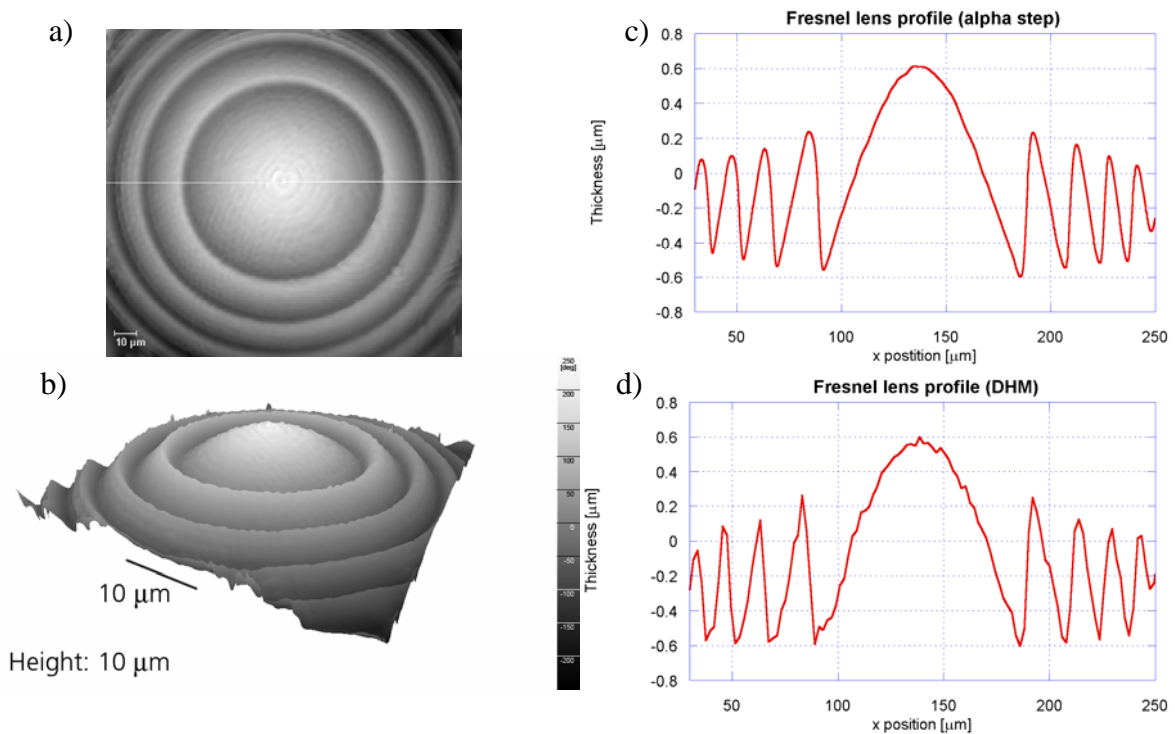 a)
10 µm
b)
10 µm
Height: 10 µm
250
[deg]
200
150
100
50
0
-50
-100
-150
-200
c)
Fresnel lens profile (alpha step)
Thickness [µm]
0.8
0.6
0.4
0.2
0
-0.2
-0.4
-0.6
-0.8
50 100 150 200 250
x postition [µm]
d)
Fresnel lens profile (DHM)
Thickness [µm]
0.8
0.6
0.4
0.2
0
-0.2
-0.4
-0.6
-0.8
50 100 150 200 250
x position [µm]